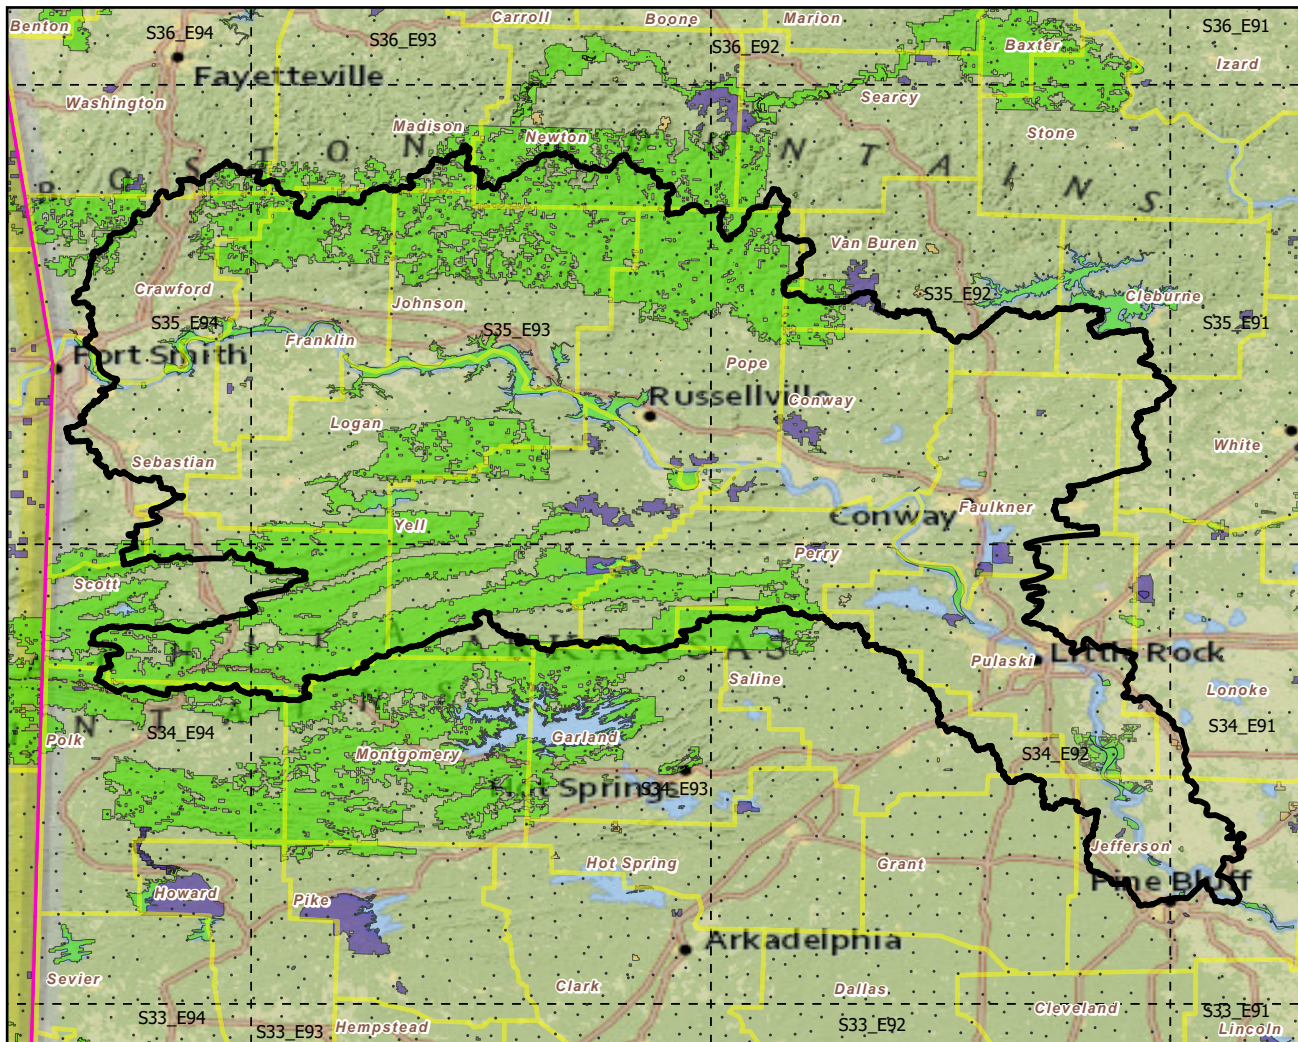 Benton
Carroll
Boone
Marion
S36_E94
S36_E93
S36_E92
Baxter
S36_E91
Fayetteville
Izard
Washington
Searcy
Madison
Newton
Stone
BOSTON MOUNTAINS
Van Buren
Crawford
Johnson
S35_E92
Cleburne
S35_E94
S35_E93
S35_E91
Franklin
Fort Smith
Pope
Russellville
Conway
Logan
White
Sebastian
Conway
Faulkner
Yell
Perry
Scott
ARKANSAS
Pulaski
Little Rock
Saline
Lonoke
S34_E94
Polk
Garland
S34_E91
Montgomery
S34_E92
Hot Springs
S34_E93
Jefferson
Hot Spring
Grant
Pine Bluff
Howard
Pike
Arkadelphia
Sevier
Clark
Dallas
Cleveland
S33_E94
S33_E93
Hempstead
S33_E92
S33_E91
Lincoln